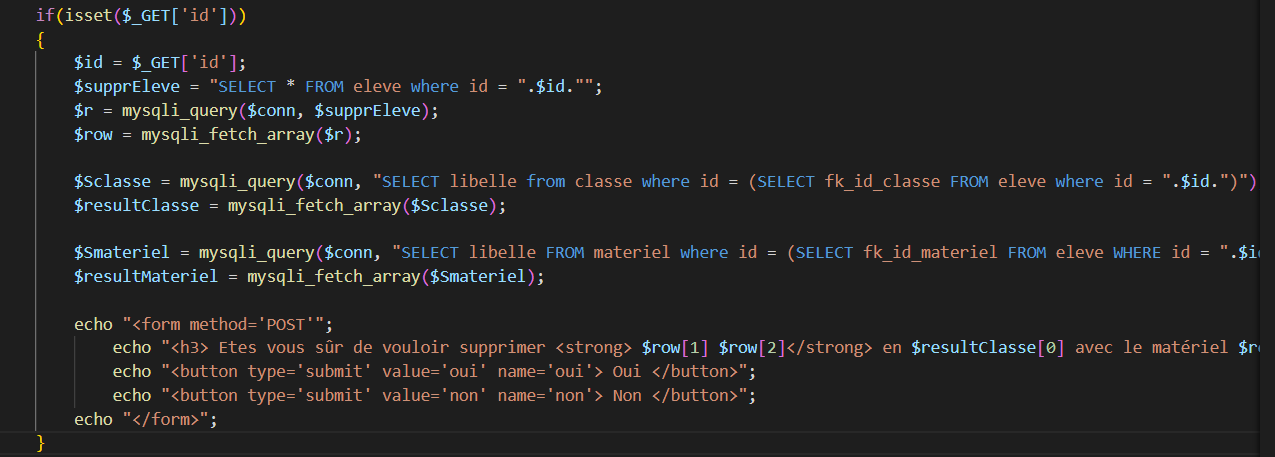 if(isset($_GET['id']))
{
$id = $_GET['id'];
$supprEleve = "SELECT * FROM eleve where id = ".$id."";
$r = mysqli_query($conn, $supprEleve);
$row = mysqli_fetch_array($r);
$Sclasse = mysqli_query($conn, "SELECT libelle from classe where id = (SELECT fk_id_classe FROM eleve where id = ".$id.")")
$resultClasse = mysqli_fetch_array($Sclasse);
$Smateriel = mysqli_query($conn, "SELECT libelle FROM materiel where id = (SELECT fk_id_materiel FROM eleve WHERE id = ".
$resultMateriel = mysqli_fetch_array($Smateriel);
echo "<form method='POST'";
echo "<h3> Etes vous sûr de vouloir supprimer <strong> $row[1] $row[2]</strong> en $resultClasse[0] avec le matériel
echo "<button type='submit' value='oui' name='oui'> Oui </button>";
echo "<button type='submit' value='non' name='non'> Non </button>";
echo "</form>";
}